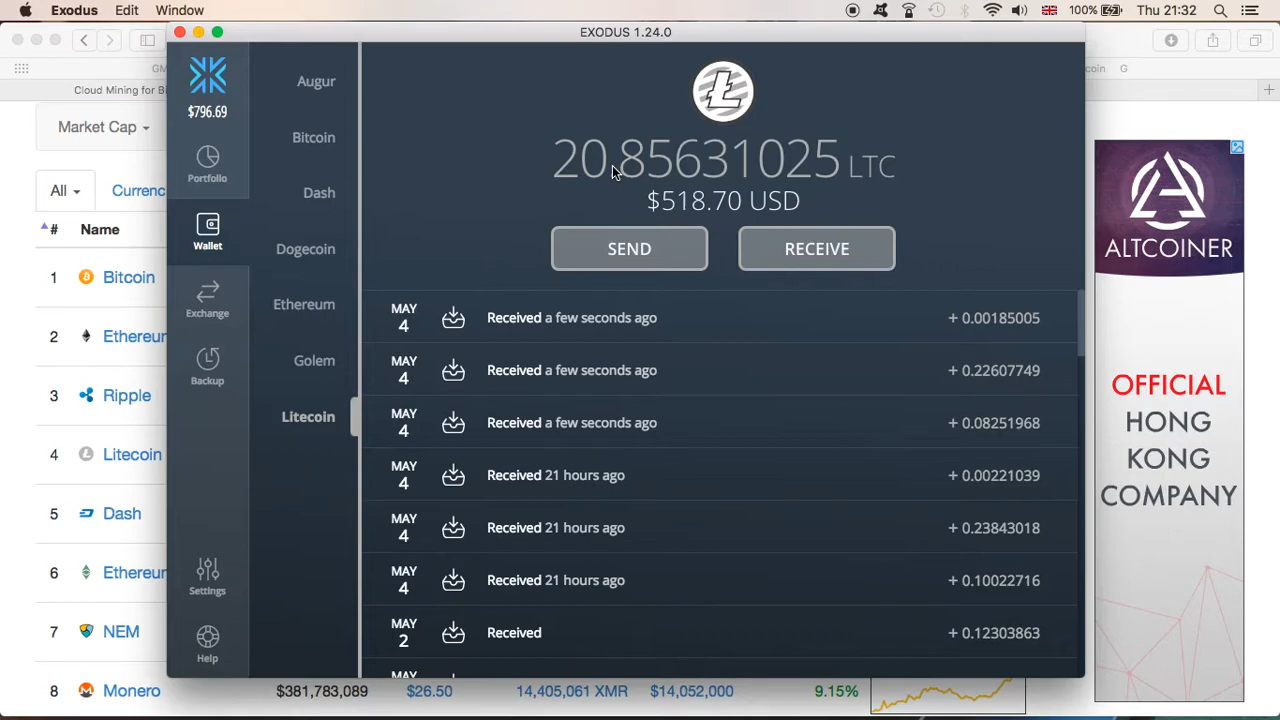 Exodus Edit Window 100% Thu 21:32
EXODUS 1.24.0
GM
coin G
Cloud Mining for Bi
Market Cap
All Currenc
# Name
1 Bitcoin
2 Ethereum
3 Ripple
4 Litecoin
5 Dash
6 Ethereum
7 NEM
8 Monero $381,783,089 $26.50 14,405,061 XMR $14,052,000 9.15%
$796.69
Portfolio
Wallet
Exchange
Backup
Settings
Help
Augur
Bitcoin
Dash
Dogecoin
Ethereum
Golem
Litecoin
20.85631025 LTC
$518.70 USD
SEND RECEIVE
MAY 4 Received a few seconds ago + 0.00185005
MAY 4 Received a few seconds ago + 0.22607749
MAY 4 Received a few seconds ago + 0.08251968
MAY 4 Received 21 hours ago + 0.00221039
MAY 4 Received 21 hours ago + 0.23843018
MAY 4 Received 21 hours ago + 0.10022716
MAY 2 Received + 0.12303863
ALTCOINER
OFFICIAL
HONG
KONG
COMPANY